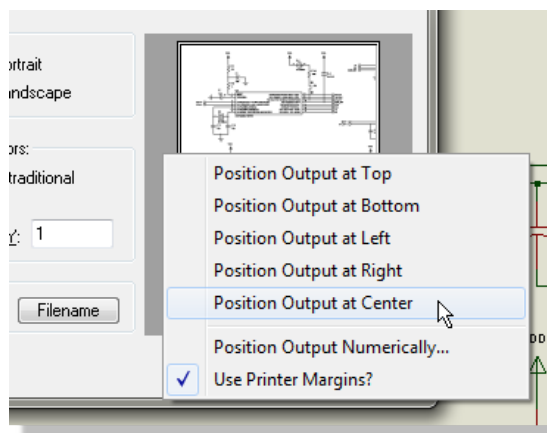 ortrait
andscape
ors:
traditional
Y: 1
Filename
Position Output at Top
Position Output at Bottom
Position Output at Left
Position Output at Right
Position Output at Center
Position Output Numerically...
Use Printer Margins?
DD